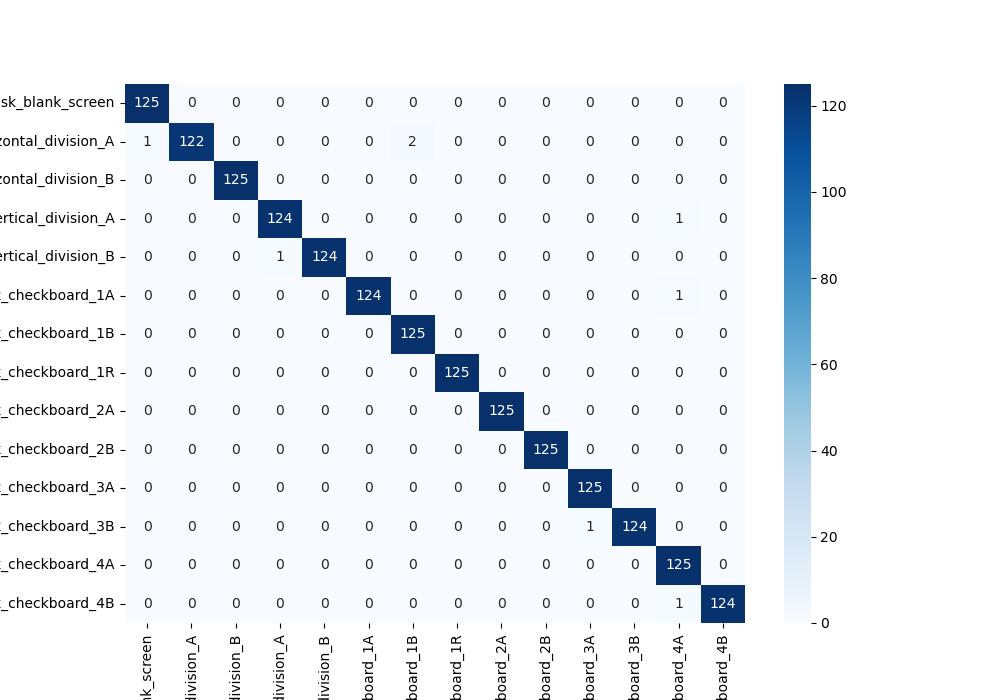 sk_blank_screen 125 0 0 0 0 0 0 0 0 0 0 0 0 0
zontal_division_A 1 122 0 0 0 0 2 0 0 0 0 0 0 0
zontal_division_B 0 0 125 0 0 0 0 0 0 0 0 0 0 0
ertical_division_A 0 0 0 124 0 0 0 0 0 0 0 0 1 0
ertical_division_B 0 0 0 1 124 0 0 0 0 0 0 0 0 0
_checkboard_1A 0 0 0 0 0 124 0 0 0 0 0 0 1 0
_checkboard_1B 0 0 0 0 0 0 125 0 0 0 0 0 0 0
_checkboard_1R 0 0 0 0 0 0 0 125 0 0 0 0 0 0
_checkboard_2A 0 0 0 0 0 0 0 0 125 0 0 0 0 0
_checkboard_2B 0 0 0 0 0 0 0 0 0 125 0 0 0 0
_checkboard_3A 0 0 0 0 0 0 0 0 0 0 125 0 0 0
_checkboard_3B 0 0 0 0 0 0 0 0 0 0 1 124 0 0
_checkboard_4A 0 0 0 0 0 0 0 0 0 0 0 0 125 0
_checkboard_4B 0 0 0 0 0 0 0 0 0 0 0 0 1 124
nk_screen
division_A
division_B
division_A
division_B
board_1A
board_1B
board_1R
board_2A
board_2B
board_3A
board_3B
board_4A
board_4B
120
100
80
60
40
20
0